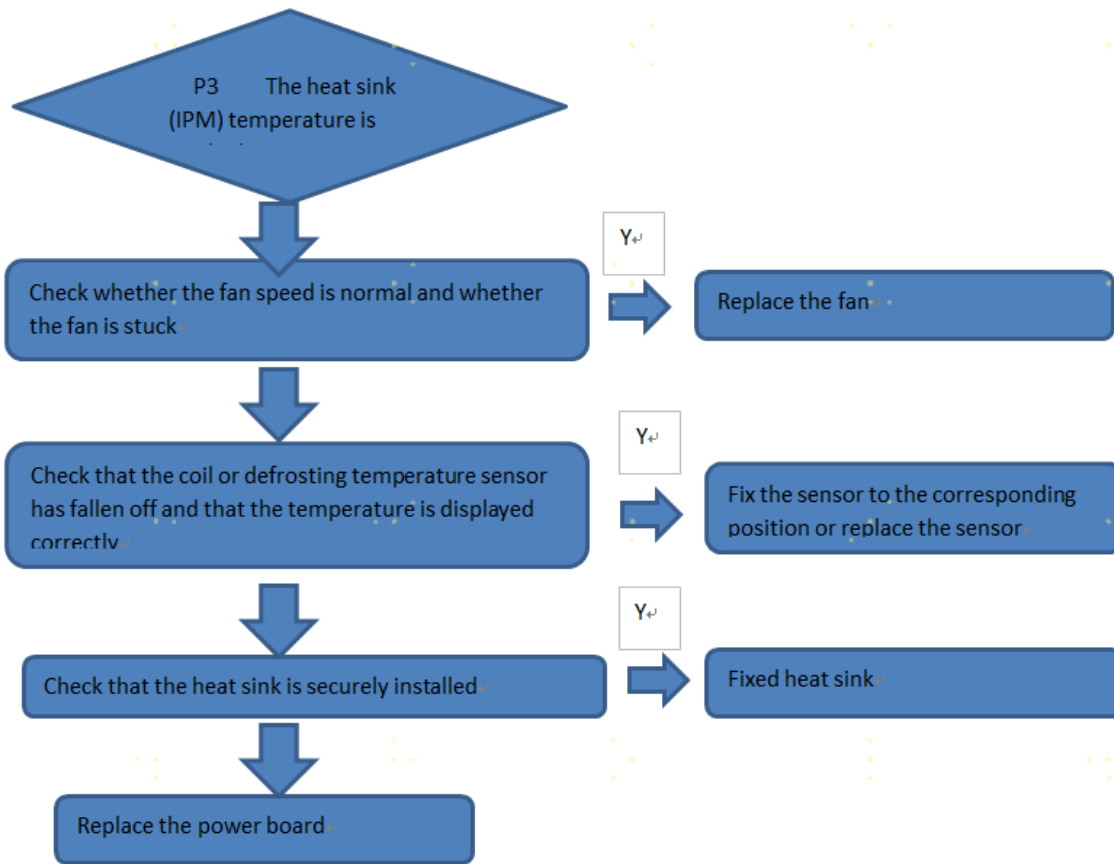 P3 The heat sink
(IPM) temperature is
Y
Check whether the fan speed is normal and whether
the fan is stuck
Replace the fan
Y
Check that the coil or defrosting temperature sensor
has fallen off and that the temperature is displayed
correctly
Fix the sensor to the corresponding
position or replace the sensor
Y
Check that the heat sink is securely installed
Fixed heat sink
Replace the power board